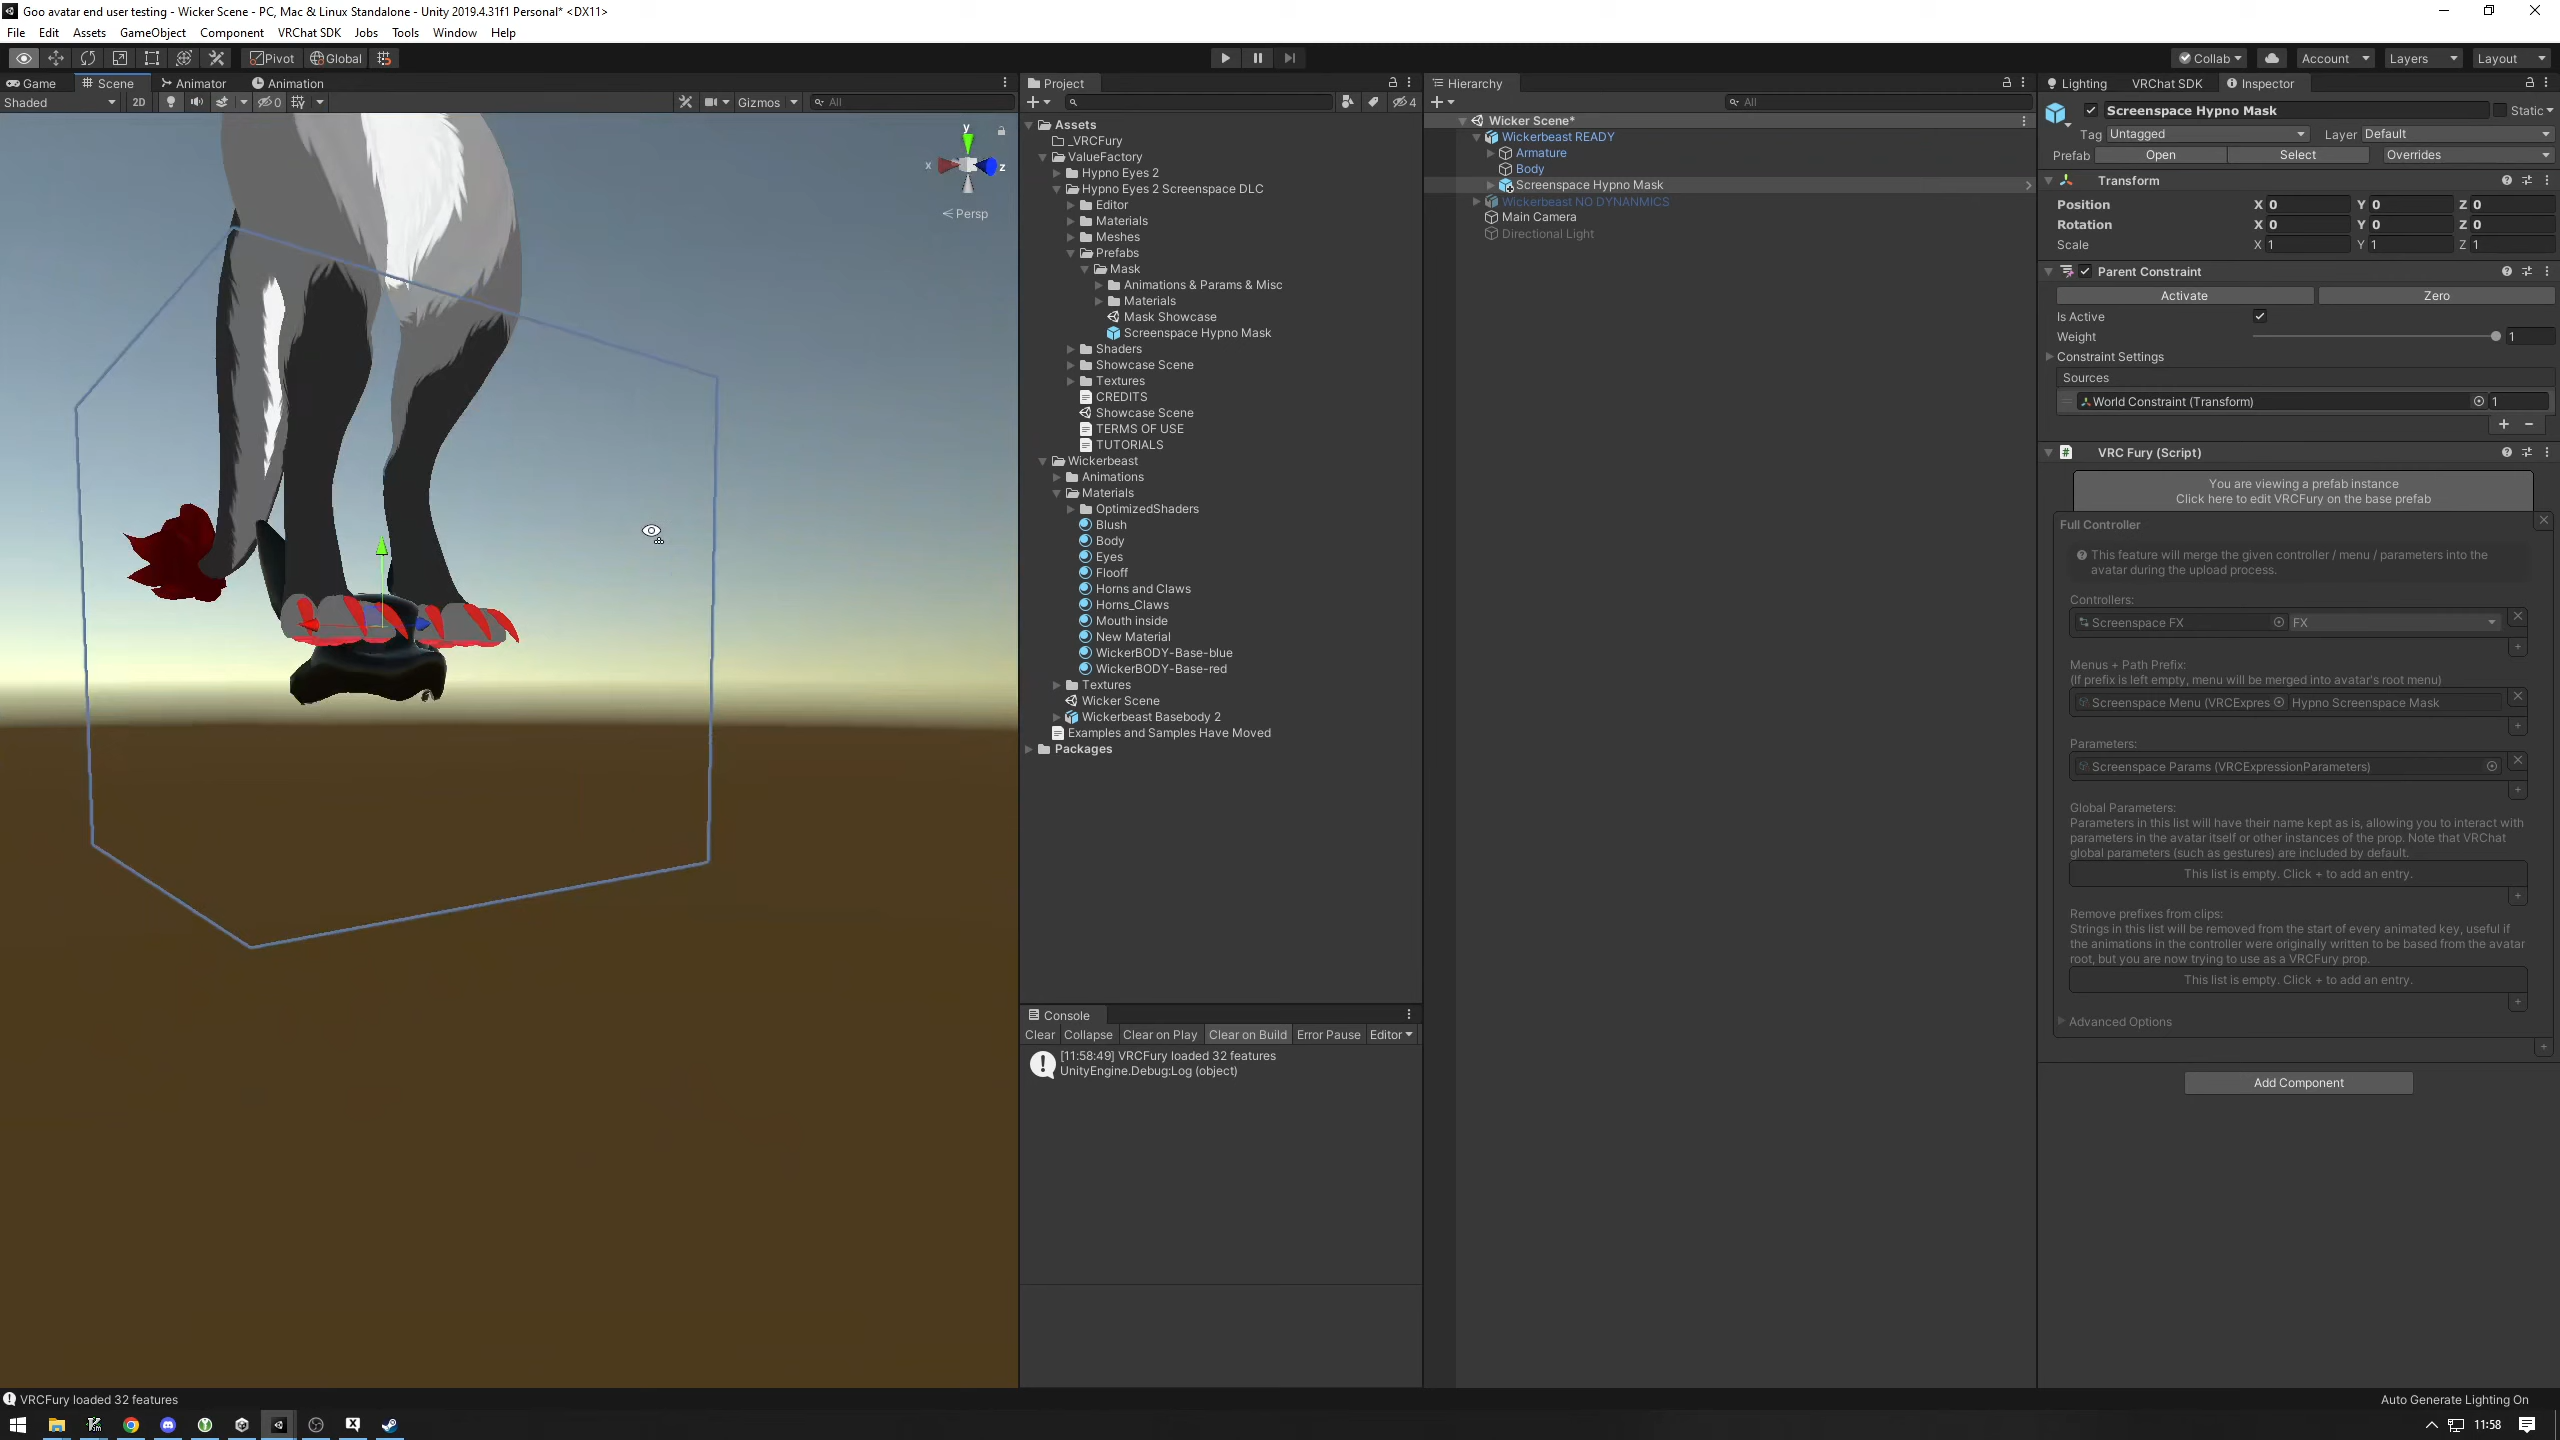 Goo avatar end user testing - Wicker Scene - PC, Mac & Linux Standalone - Unity 2019.4.31f1 Personal* <DX11>
File Edit Assets GameObject Component VRChat SDK Jobs Tools Window Help
Pivot Global Collab Account Layers Layout
Game Scene Animator Animation
Shaded 2D 0 Gizmos All
y
x
z
Persp
Project
4
Assets
_VRCFury
ValueFactory
Hypno Eyes 2
Hypno Eyes 2 Screenspace DLC
Editor
Materials
Meshes
Prefabs
Mask
Animations & Params & Misc
Materials
Mask Showcase
Screenspace Hypno Mask
Shaders
Showcase Scene
Textures
CREDITS
Showcase Scene
TERMS OF USE
TUTORIALS
Wickerbeast
Animations
Materials
OptimizedShaders
Blush
Body
Eyes
Flooff
Horns and Claws
Horns_Claws
Mouth inside
New Material
WickerBODY-Base-blue
WickerBODY-Base-red
Textures
Wicker Scene
Wickerbeast Basebody 2
Examples and Samples Have Moved
Packages
Console
Clear Collapse Clear on Play Clear on Build Error Pause Editor
[11:58:49] VRCFury loaded 32 features
UnityEngine.Debug:Log (object)
Hierarchy
All
Wicker Scene*
Wickerbeast READY
Armature
Body
Screenspace Hypno Mask
Wickerbeast NO DYNANMICS
Main Camera
Directional Light
Lighting VRChat SDK Inspector
Screenspace Hypno Mask Static
Tag Untagged Layer Default
Prefab Open Select Overrides
Transform
Position X 0 Y 0 Z 0
Rotation X 0 Y 0 Z 0
Scale X 1 Y 1 Z 1
Parent Constraint
Activate Zero
Is Active
Weight 1
Constraint Settings
Sources
World Constraint (Transform) 1
VRC Fury (Script)
You are viewing a prefab instance
Click here to edit VRCFury on the base prefab
Full Controller
This feature will merge the given controller / menu / parameters into the
avatar during the upload process.
Controllers:
Screenspace FX FX
Menus + Path Prefix:
(If prefix is left empty, menu will be merged into avatar's root menu)
Screenspace Menu (VRCExpres Hypno Screenspace Mask
Parameters:
Screenspace Params (VRCExpressionParameters)
Global Parameters:
Parameters in this list will have their name kept as is, allowing you to interact with
parameters in the avatar itself or other instances of the prop. Note that VRChat
global parameters (such as gestures) are included by default.
This list is empty. Click + to add an entry.
Remove prefixes from clips:
Strings in this list will be removed from the start of every animated key, useful if
the animations in the controller were originally written to be based from the avatar
root, but you are now trying to use as a VRCFury prop.
This list is empty. Click + to add an entry.
Advanced Options
Add Component
VRCFury loaded 32 features
Auto Generate Lighting On
11:58